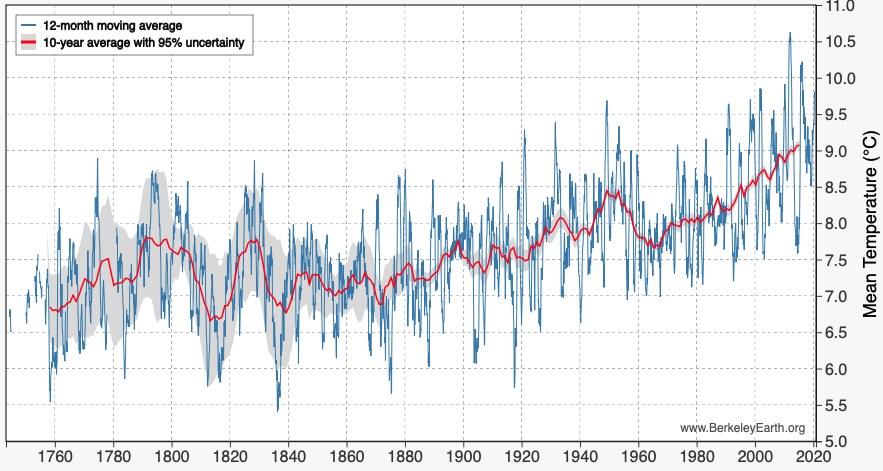 12-month moving average
10-year average with 95% uncertainty
11.0
10.5
10.0
9.5
9.0
8.5
8.0
7.5
7.0
6.5
6.0
5.5
5.0
Mean Temperature (°C)
www.BerkeleyEarth.org
1760 1780 1800 1820 1840 1860 1880 1900 1920 1940 1960 1980 2000 2020